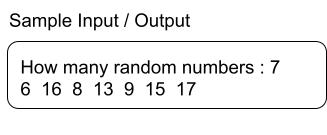 Sample Input / Output
How many random numbers : 7
6 16 8 13 9 15 17